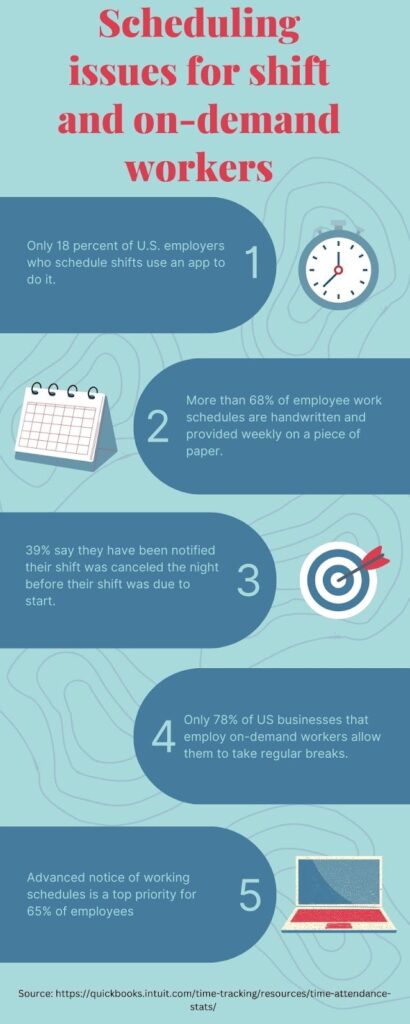 Scheduling
issues for shift
and on-demand
workers
Only 18 percent of U.S. employers
who schedule shifts use an app to
do it.
1
More than 68% of employee work
schedules are handwritten and
provided weekly on a piece of
paper.
2
39% say they have been notified
their shift was canceled the night
before their shift was due to
start.
3
Only 78% of US businesses that
employ on-demand workers allow
them to take regular breaks.
4
Advanced notice of working
schedules is a top priority for
65% of employees
5
Source: https://quickbooks.intuit.com/time-tracking/resources/time-attendance-
stats/